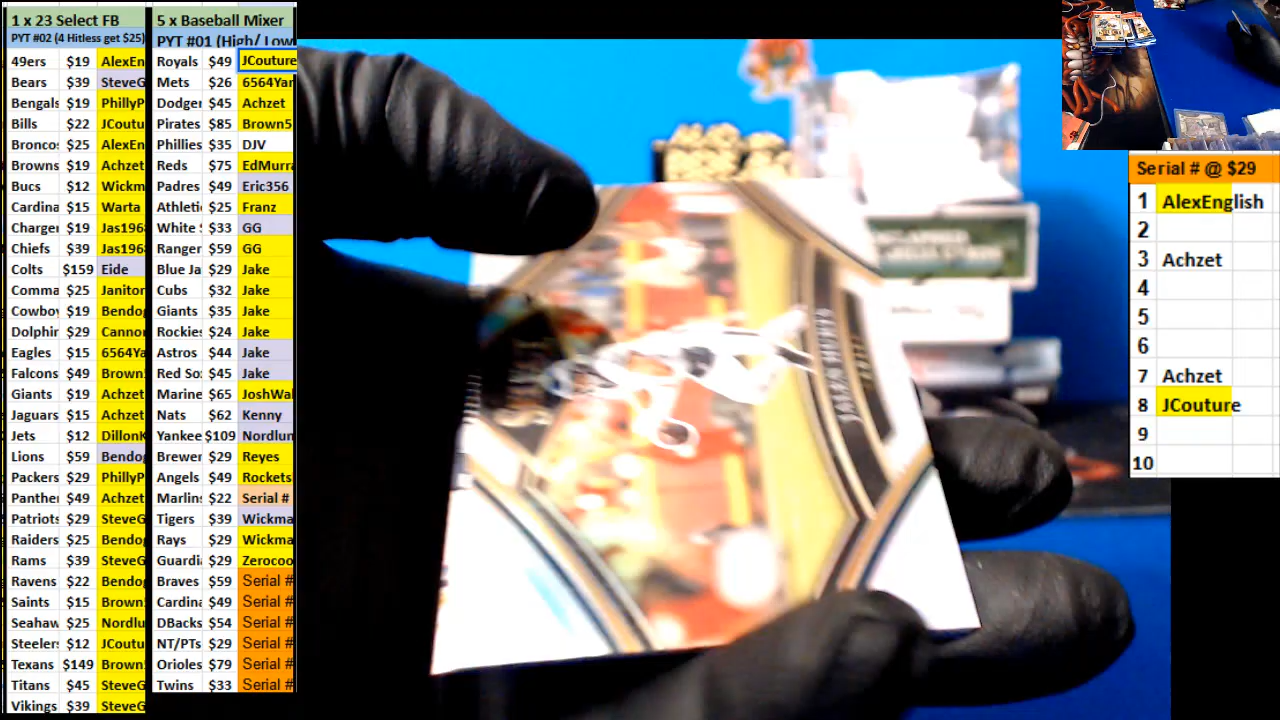 1 x 23 Select FB
PYT #02 (4 Hitless get $25)
49ers $19 AlexEn
Bears $39 SteveG
Bengals $19 PhillyP
Bills $22 JCoutu
Broncos $25 AlexEn
Browns $19 Achzet
Bucs $12 Wickm
Cardina $15 Warta
Charger $19 Jas196
Chiefs $39 Jas196
Colts $159 Eide
Comma $25 Janitor
Cowboy $19 Bendog
Dolphin $29 Cannon
Eagles $15 6564Ya
Falcons $49 Brown
Giants $19 Achzet
Jaguars $15 Achzet
Jets $12 DillonK
Lions $59 Bendog
Packers $29 PhillyP
Panthe $49 Achzet
Patriots $29 SteveG
Raiders $25 Bendog
Rams $39 SteveG
Ravens $22 Bendog
Saints $15 Brown
Seahaw $25 Nordlu
Steelers $12 JCoutu
Texans $149 Brown
Titans $45 SteveG
Vikings $39 SteveG
5 x Baseball Mixer
PYT #01 (High/ Low
Royals $49 JCouture
Mets $26 6564Yar
Dodger $45 Achzet
Pirates $85 Brown5
Phillies $35 DJV
Reds $75 EdMurra
Padres $49 Eric356
Athletic $25 Franz
White S $33 GG
Ranger $59 GG
Blue Ja $29 Jake
Cubs $32 Jake
Giants $35 Jake
Rockies $24 Jake
Astros $44 Jake
Red So $45 Jake
Marine $65 JoshWal
Nats $62 Kenny
Yankee $109 Nordlun
Brewer $29 Reyes
Angels $49 Rockets
Marlins $22 Serial #
Tigers $39 Wickma
Rays $29 Wickma
Guardia $29 Zerocoo
Braves $59 Serial #
Cardina $49 Serial #
DBacks $54 Serial #
NT/PTs $29 Serial #
Orioles $79 Serial #
Twins $33 Serial #
Serial # @ $29
1 AlexEnglish
2
3 Achzet
4
5
6
7 Achzet
8 JCouture
9
10